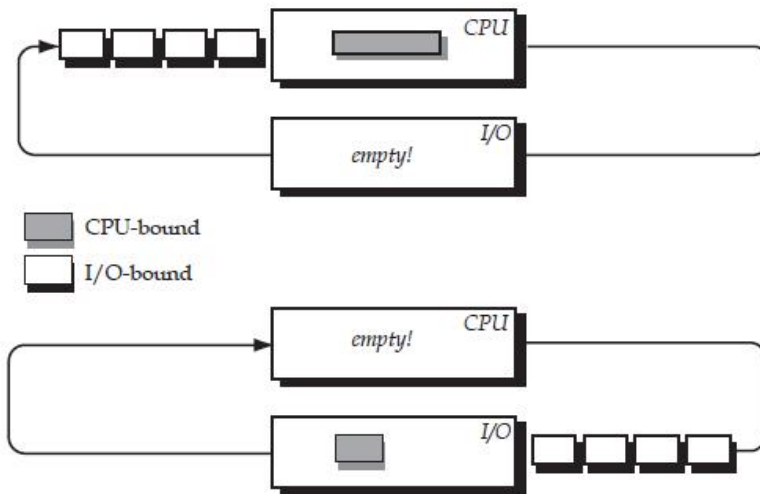 CPU
I/O
empty!
CPU-bound
I/O-bound
CPU
empty!
I/O